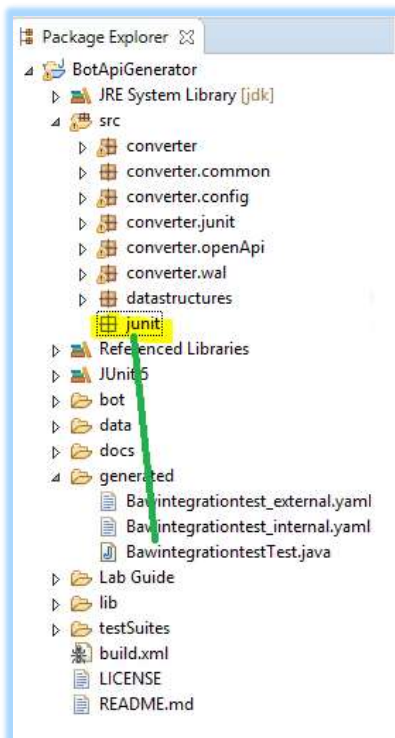 Package Explorer
BotApiGenerator
JRE System Library [jdk]
src
converter
converter.common
converter.config
converter.junit
converter.openApi
converter.wal
datastructures
junit
Referenced Libraries
JUnit 5
bot
data
docs
generated
Bawintegrationtest_external.yaml
Bawintegrationtest_internal.yaml
BawintegrationtestTest.java
Lab Guide
lib
testSuites
build.xml
LICENSE
README.md